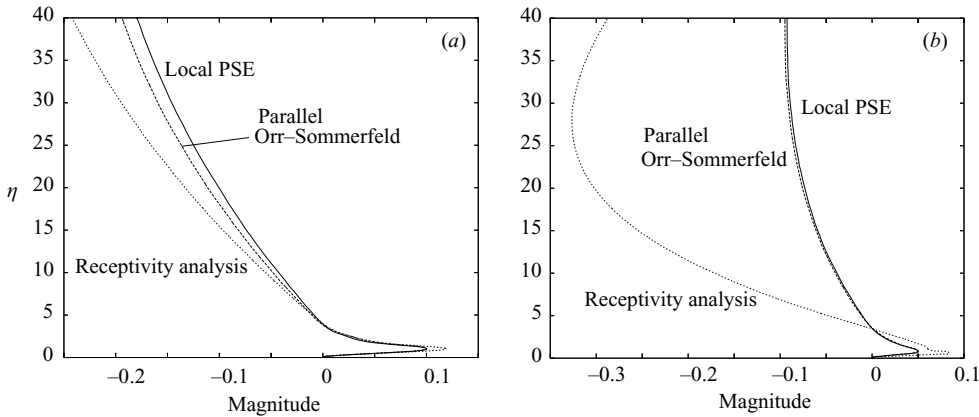 40
35
30
25
20
15
10
5
0
η
(a)
Local PSE
Parallel
Orr–Sommerfeld
Receptivity analysis
–0.2
–0.1
0
0.1
Magnitude
40
35
30
25
20
15
10
5
0
(b)
Local PSE
Parallel
Orr–Sommerfeld
Receptivity analysis
–0.3
–0.2
–0.1
0
0.1
Magnitude